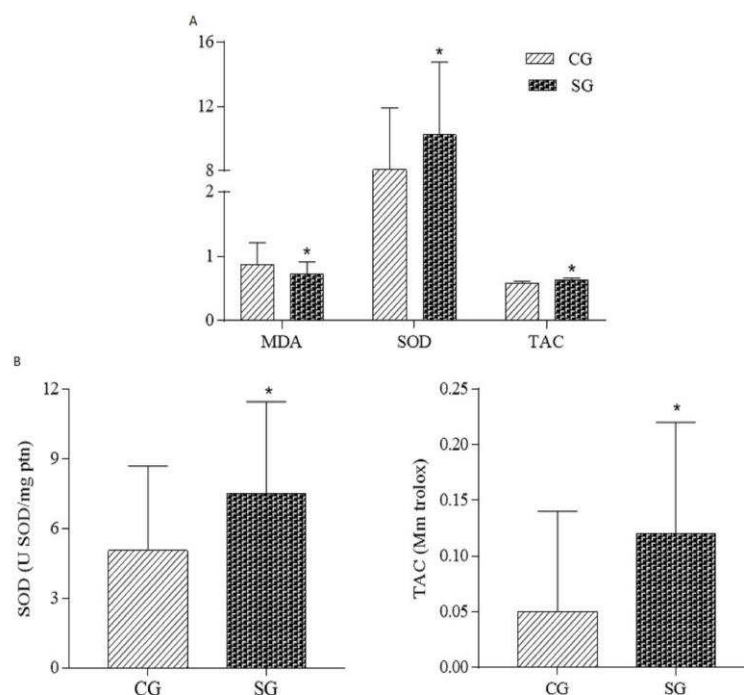 A
16
12
8
2
1
0
*
*
*
CG
SG
MDA SOD TAC
B
SOD (U SOD/mg ptn)
12
9
6
3
0
*
CG SG
TAC (Mm trolox)
0.25
0.20
0.15
0.10
0.05
0.00
*
CG SG